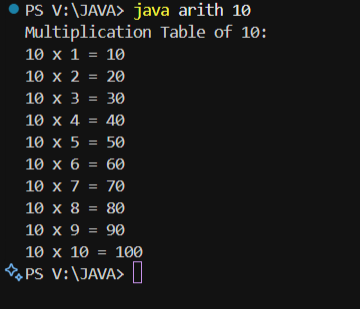 PS V:\JAVA> java arith 10
Multiplication Table of 10:
10 x 1 = 10
10 x 2 = 20
10 x 3 = 30
10 x 4 = 40
10 x 5 = 50
10 x 6 = 60
10 x 7 = 70
10 x 8 = 80
10 x 9 = 90
10 x 10 = 100
PS V:\JAVA>